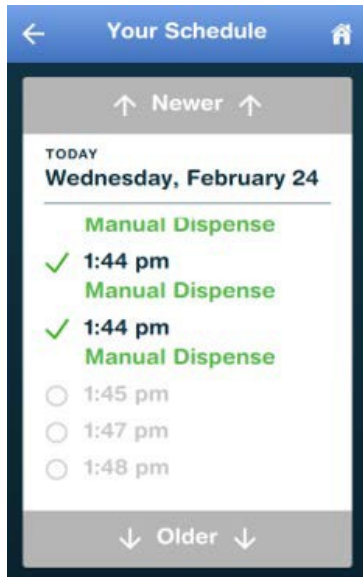 Your Schedule
↑ Newer ↑
TODAY
Wednesday, February 24
Manual Dispense
1:44 pm
Manual Dispense
1:44 pm
Manual Dispense
1:45 pm
1:47 pm
1:48 pm
↓ Older ↓